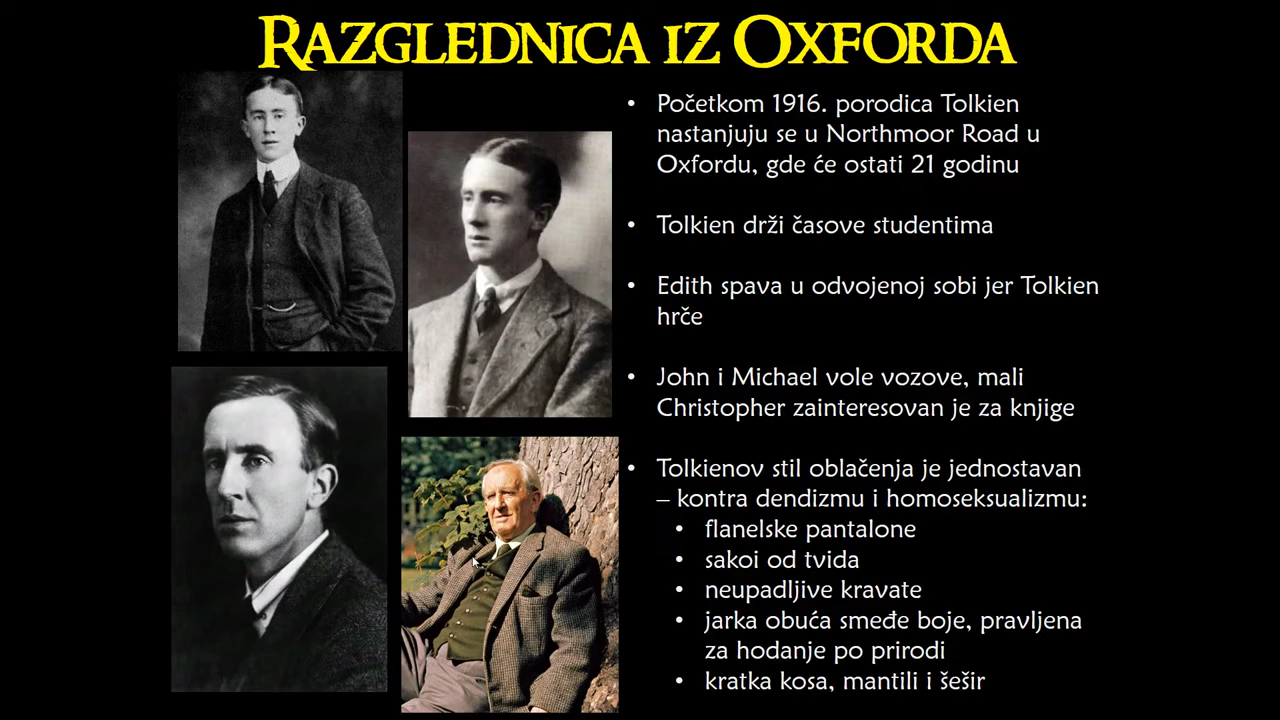 RAZGLEDNICA IZ OXFORDA
• Početkom 1916. porodica Tolkien
nastanjuju se u Northmoor Road u
Oxfordu, gde će ostati 21 godinu
• Tolkien drži časove studentima
• Edith spava u odvojenoj sobi jer Tolkien
hrče
• John i Michael vole vozove, mali
Christopher zainteresovan je za knjige
• Tolkienov stil oblačenja je jednostavan
– kontra dendizmu i homoseksualizmu:
• flanelske pantalone
• sakoi od tvida
• neupadljive kravate
• jarka obuća smeđe boje, pravljena
za hodanje po prirodi
• kratka kosa, mantili i šešir